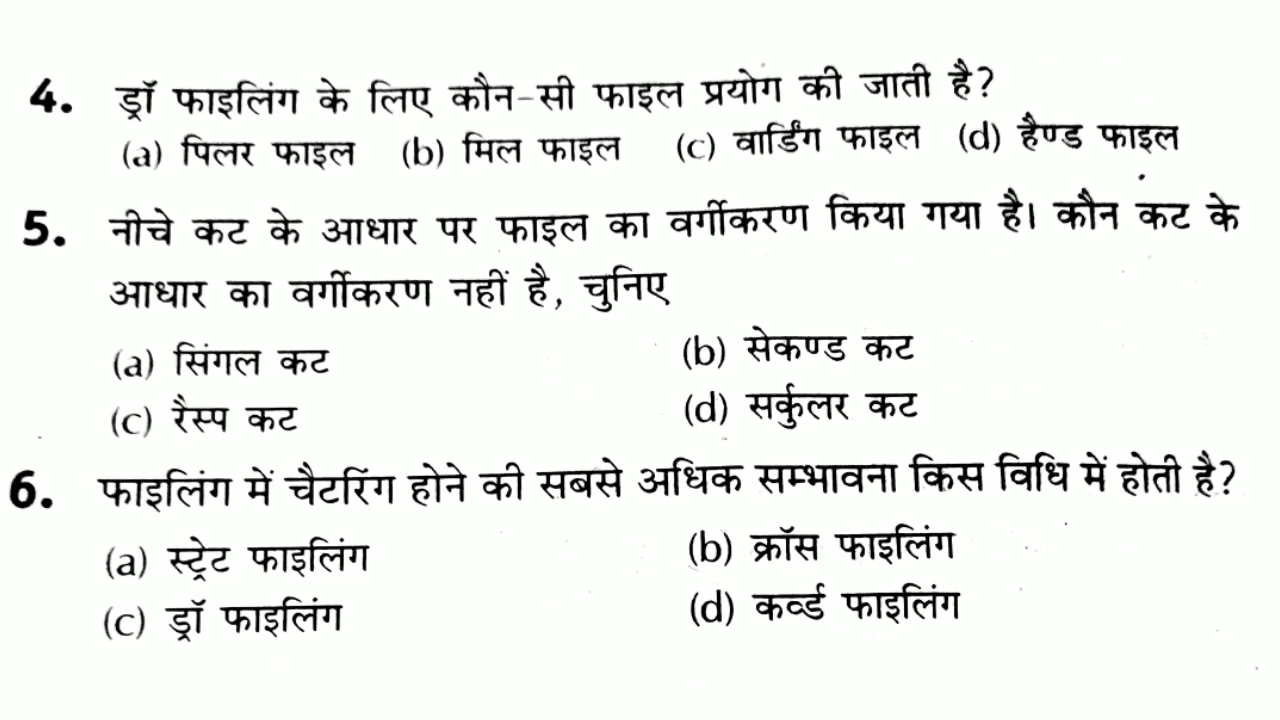 4. ड्रॉ फाइलिंग के लिए कौन-सी फाइल प्रयोग की जाती है?
(a) पिलर फाइल (b) मिल फाइल (c) वार्डिंग फाइल (d) हैण्ड फाइल
5. नीचे कट के आधार पर फाइल का वर्गीकरण किया गया है। कौन कट के
आधार का वर्गीकरण नहीं है, चुनिए
(a) सिंगल कट (b) सेकण्ड कट
(c) रैस्प कट (d) सर्कुलर कट
6. फाइलिंग में चैटरिंग होने की सबसे अधिक सम्भावना किस विधि में होती है?
(a) स्ट्रेट फाइलिंग (b) क्रॉस फाइलिंग
(c) ड्रॉ फाइलिंग (d) कर्व्ड फाइलिंग